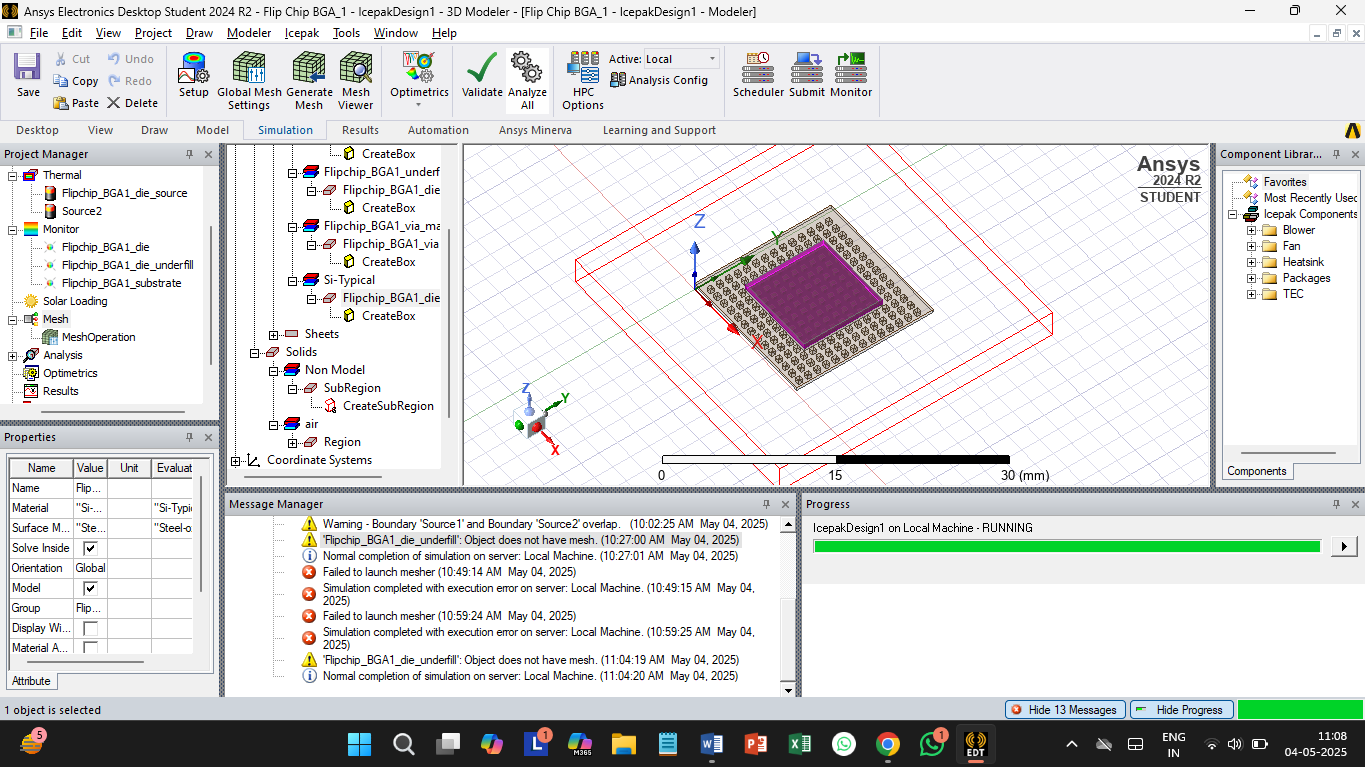 Ansys Electronics Desktop Student 2024 R2 - Flip Chip BGA_1 - IcepakDesign1 - 3D Modeler - [Flip Chip BGA_1 - IcepakDesign1 - Modeler]
File Edit View Project Draw Modeler Icepak Tools Window Help
Save
Cut
Copy
Paste
Undo
Redo
Delete
Setup
Global Mesh Settings
Generate Mesh
Mesh Viewer
Optimetrics
Validate
Analyze All
HPC Options
Active: Local
Analysis Config
Scheduler
Submit
Monitor
Desktop View Draw Model Simulation Results Automation Ansys Minerva Learning and Support
Project Manager
Thermal
Flipchip_BGA1_die_source
Source2
Monitor
Flipchip_BGA1_die
Flipchip_BGA1_die_underfill
Flipchip_BGA1_substrate
Solar Loading
Mesh
MeshOperation
Analysis
Optimetrics
Results
Properties
Name Value Unit Evaluat
Name Flip...
Material "Si-... "Si-Typi
Surface M... "Ste... "Steel-o
Solve Inside
Orientation Global
Model
Group Flip...
Display Wi...
Material A...
Attribute
CreateBox
Flipchip_BGA1_underf
Flipchip_BGA1_die
CreateBox
Flipchip_BGA1_via_ma
Flipchip_BGA1_via
CreateBox
Si-Typical
Flipchip_BGA1_die
CreateBox
Sheets
Solids
Non Model
SubRegion
CreateSubRegion
air
Region
Coordinate Systems
Ansys
2024 R2
STUDENT
Z
Y
X
Z
Y
X
0 15 30 (mm)
Component Librar...
Favorites
Most Recently Usec
Icepak Components
Blower
Fan
Heatsink
Packages
TEC
Components
Message Manager
Warning - Boundary 'Source1' and Boundary 'Source2' overlap. (10:02:25 AM May 04, 2025)
'Flipchip_BGA1_die_underfill': Object does not have mesh. (10:27:00 AM May 04, 2025)
Normal completion of simulation on server: Local Machine. (10:27:01 AM May 04, 2025)
Failed to launch mesher (10:49:14 AM May 04, 2025)
Simulation completed with execution error on server: Local Machine. (10:49:15 AM May 04,
2025)
Failed to launch mesher (10:59:24 AM May 04, 2025)
Simulation completed with execution error on server: Local Machine. (10:59:25 AM May 04,
2025)
'Flipchip_BGA1_die_underfill': Object does not have mesh. (11:04:19 AM May 04, 2025)
Normal completion of simulation on server: Local Machine. (11:04:20 AM May 04, 2025)
Progress
IcepakDesign1 on Local Machine - RUNNING
1 object is selected
Hide 13 Messages
Hide Progress
5
1
M365
1
EDT
ENG
IN
11:08
04-05-2025